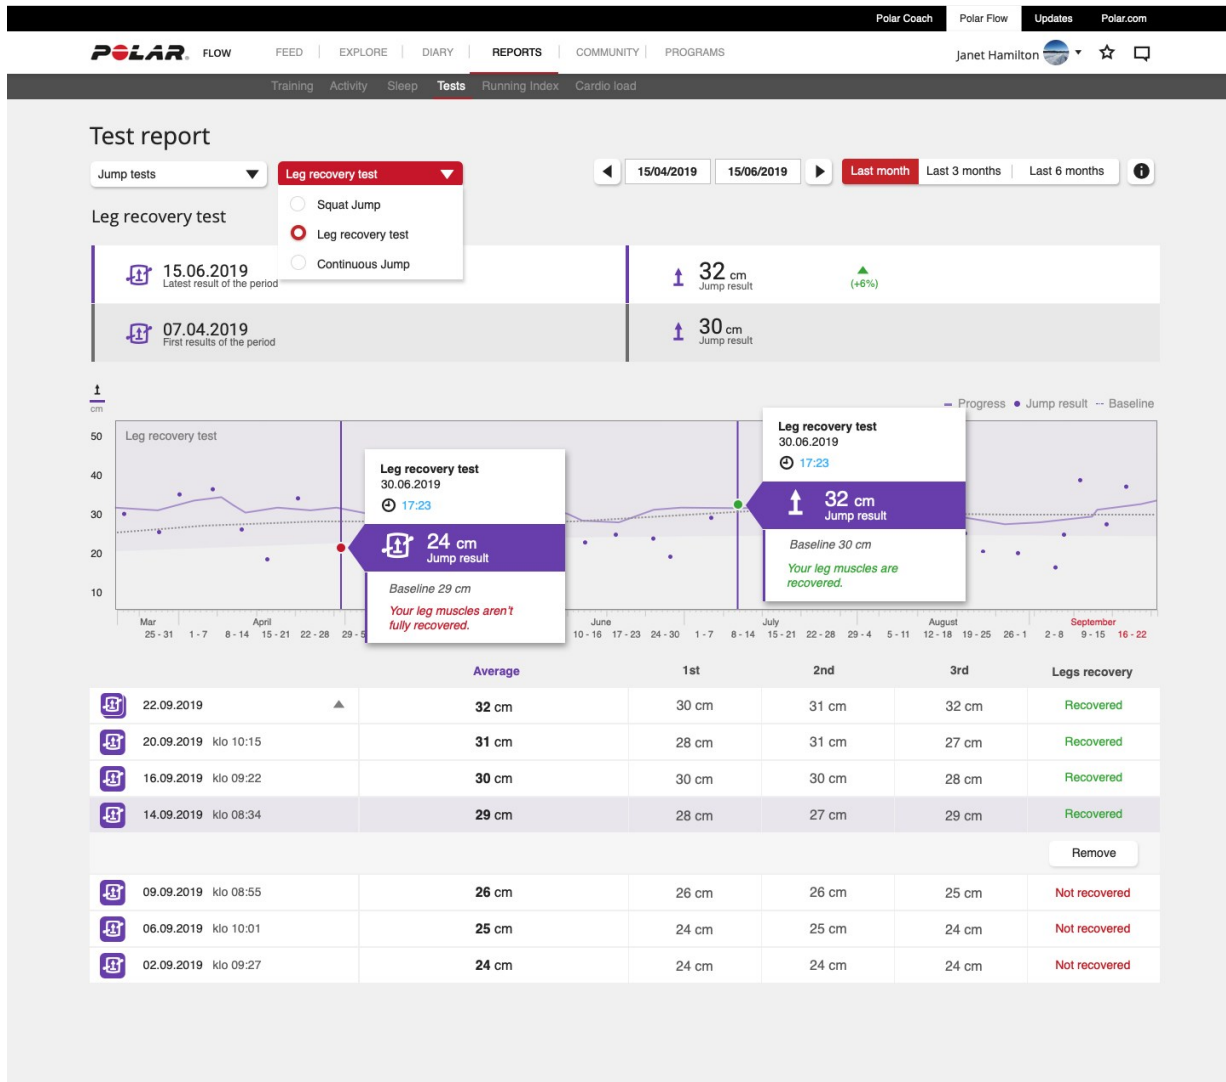 Polar Coach Polar Flow Updates Polar.com
POLAR. FLOW FEED EXPLORE DIARY REPORTS COMMUNITY PROGRAMS Janet Hamilton
Training Activity Sleep Tests Running Index Cardio load
Test report
Jump tests Leg recovery test 15/04/2019 15/06/2019 Last month Last 3 months Last 6 months
Squat Jump
Leg recovery test
Continuous Jump
Leg recovery test
15.06.2019 32 cm
Latest result of the period Jump result (+6%)
07.04.2019 30 cm
First results of the period Jump result
cm
Progress Jump result Baseline
50 Leg recovery test
40
30
20
10
Leg recovery test
30.06.2019
17:23
24 cm
Jump result
Baseline 29 cm
Your leg muscles aren't
fully recovered.
Leg recovery test
30.06.2019
17:23
32 cm
Jump result
Baseline 30 cm
Your leg muscles are
recovered.
Mar April June July August September
25 - 31 1 - 7 8 - 14 15 - 21 22 - 28 29 - 5 10 - 16 17 - 23 24 - 30 1 - 7 8 - 14 15 - 21 22 - 28 29 - 4 5 - 11 12 - 18 19 - 25 26 - 1 2 - 8 9 - 15 16 - 22
Average 1st 2nd 3rd Legs recovery
22.09.2019 32 cm 30 cm 31 cm 32 cm Recovered
20.09.2019 klo 10:15 31 cm 28 cm 31 cm 27 cm Recovered
16.09.2019 klo 09:22 30 cm 30 cm 30 cm 28 cm Recovered
14.09.2019 klo 08:34 29 cm 28 cm 27 cm 29 cm Recovered
Remove
09.09.2019 klo 08:55 26 cm 26 cm 26 cm 25 cm Not recovered
06.09.2019 klo 10:01 25 cm 24 cm 25 cm 24 cm Not recovered
02.09.2019 klo 09:27 24 cm 24 cm 24 cm 24 cm Not recovered